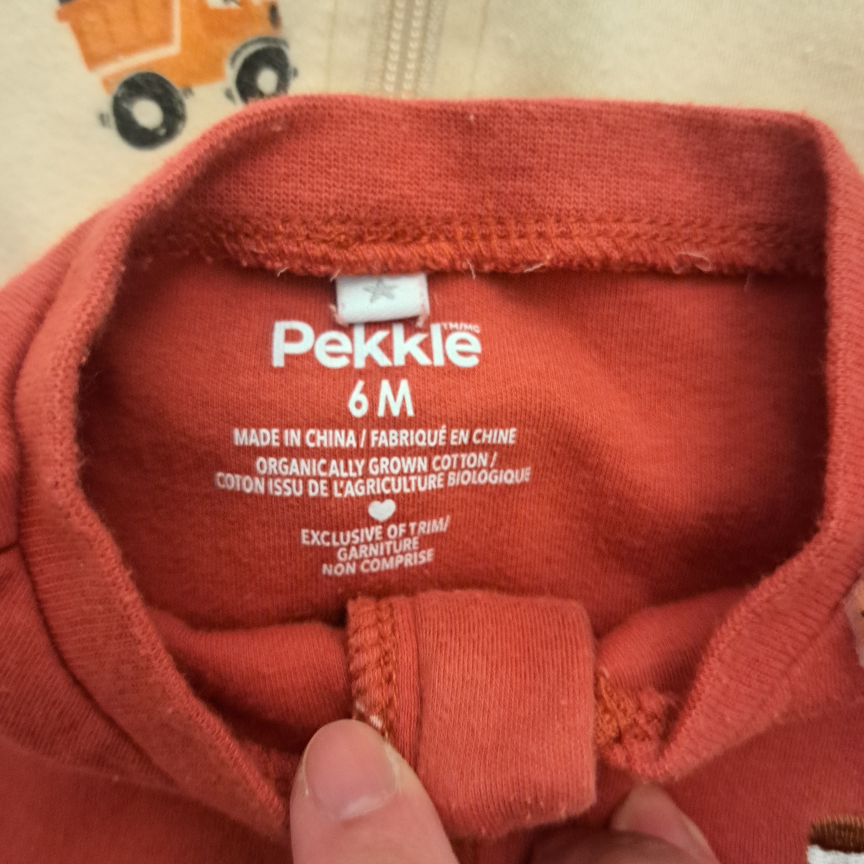 Pekkle TM/MC
6M
MADE IN CHINA / FABRIQUÉ EN CHINE
ORGANICALLY GROWN COTTON /
COTON ISSU DE L'AGRICULTURE BIOLOGIQUE
EXCLUSIVE OF TRIM/
GARNITURE
NON COMPRISE